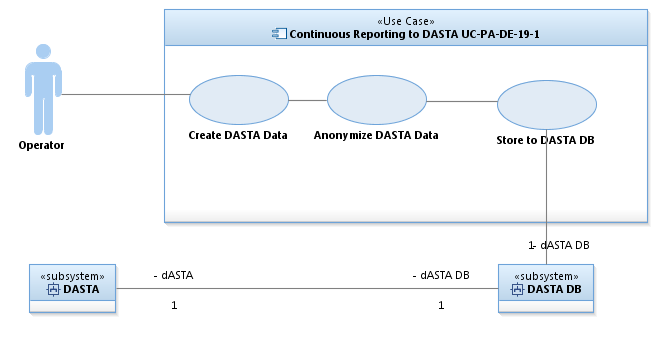 «Use Case»
Continuous Reporting to DASTA UC-PA-DE-19-1
Create DASTA Data
Anonymize DASTA Data
Store to DASTA DB
Operator
1- dASTA DB
«subsystem»
DASTA
- dASTA
1
- dASTA DB
1
«subsystem»
DASTA DB